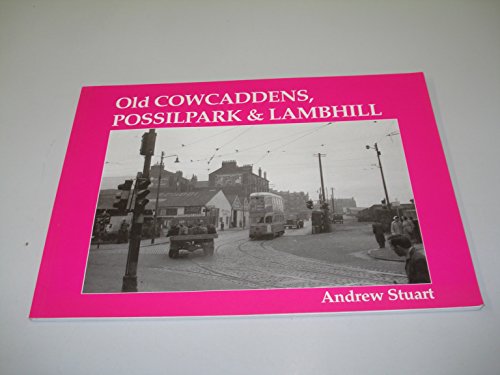 Old COWCADDENS,
POSSILPARK & LAMBHILL
Andrew Stuart